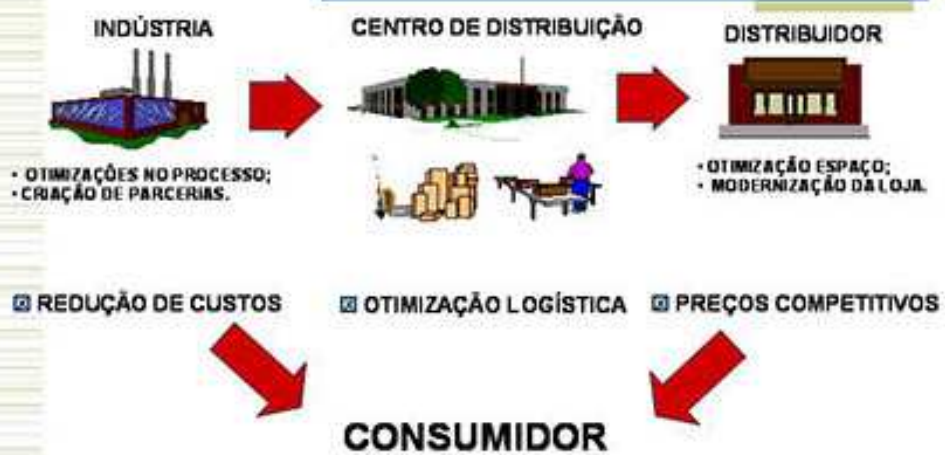 INDÚSTRIA
CENTRO DE DISTRIBUIÇÃO
DISTRIBUIDOR
• OTIMIZAÇÕES NO PROCESSO;
• CRIAÇÃO DE PARCERIAS.
• OTIMIZAÇÃO ESPAÇO;
• MODERNIZAÇÃO DA LOJA.
REDUÇÃO DE CUSTOS
OTIMIZAÇÃO LOGÍSTICA
PREÇOS COMPETITIVOS
CONSUMIDOR